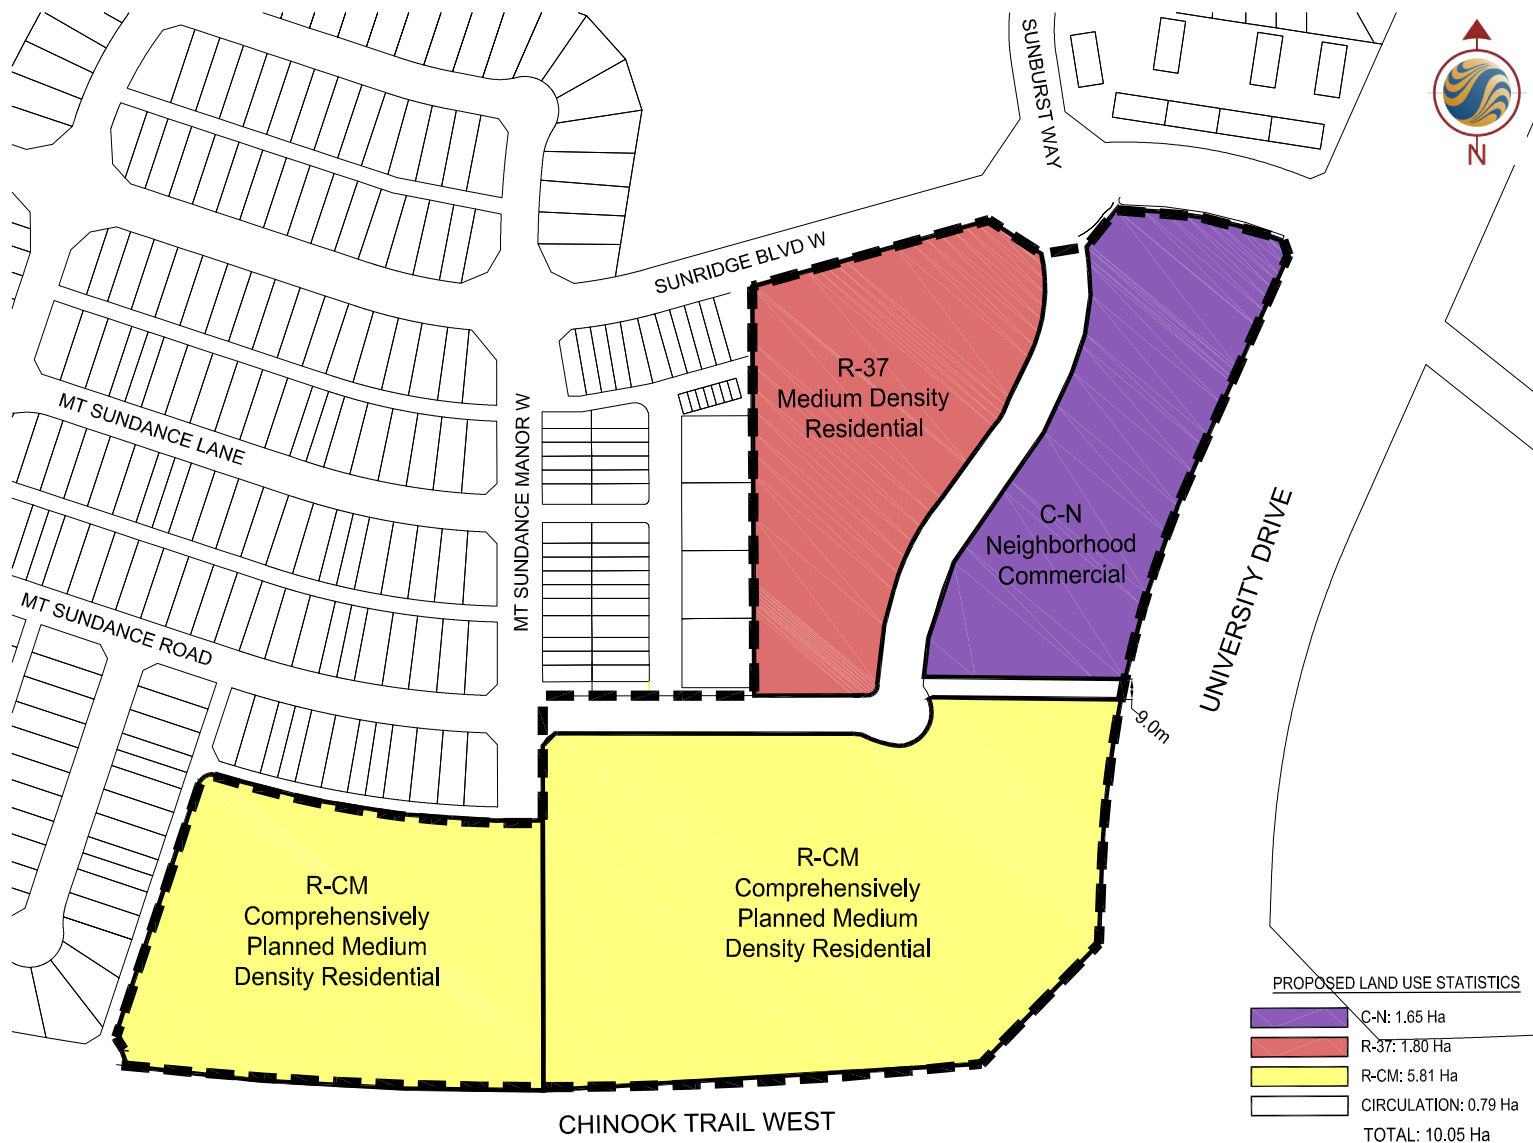 SUNBURST WAY
N
SUNRIDGE BLVD W
R-37
Medium Density
Residential
MT SUNDANCE LANE
MT SUNDANCE MANOR W
C-N
Neighborhood
Commercial
UNIVERSITY DRIVE
MT SUNDANCE ROAD
9.0m
R-CM
Comprehensively
Planned Medium
Density Residential
R-CM
Comprehensively
Planned Medium
Density Residential
PROPOSED LAND USE STATISTICS
C-N: 1.65 Ha
R-37: 1.80 Ha
R-CM: 5.81 Ha
CIRCULATION: 0.79 Ha
TOTAL: 10.05 Ha
CHINOOK TRAIL WEST